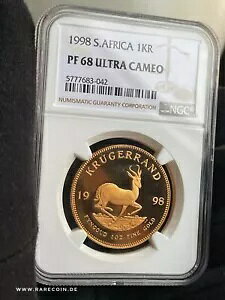 1998 S.AFRICA 1KR
PF 68 ULTRA CAMEO
5777683-042
NUMISMATIC GUARANTY CORPORATION
NGC
KRUGERRAND
19 98
FYNGOUD 1 OZ FINE GOLD
WWW.RARECOIN.DE